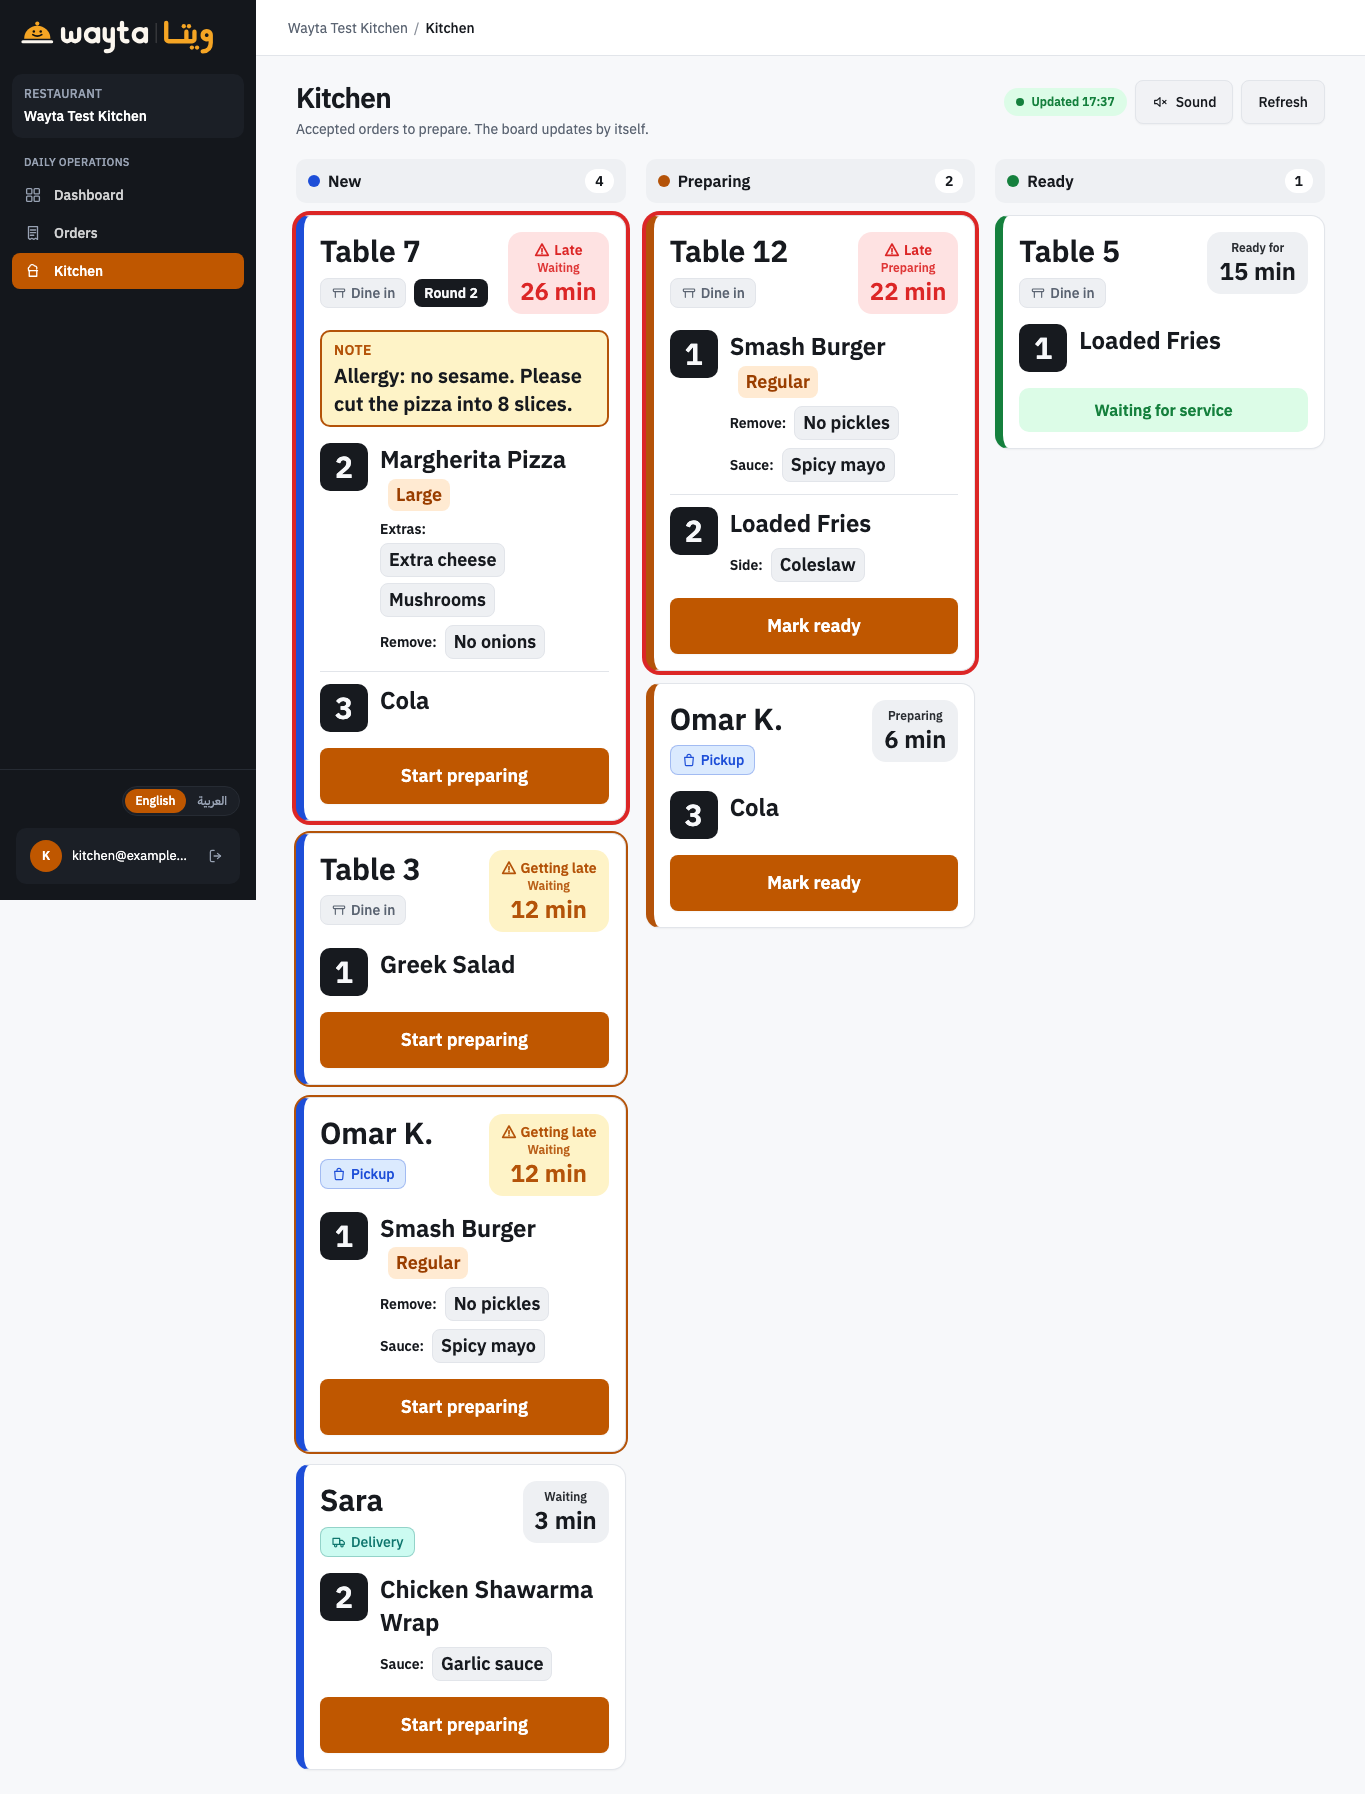 wayta | ويتا
RESTAURANT
Wayta Test Kitchen
DAILY OPERATIONS
Dashboard
Orders
Kitchen
English
العربية
K
kitchen@example...
Wayta Test Kitchen / Kitchen
Kitchen
Accepted orders to prepare. The board updates by itself.
Updated 17:37
Sound
Refresh
New
4
Table 7
Dine in
Round 2
Late
Waiting
26 min
NOTE
Allergy: no sesame. Please
cut the pizza into 8 slices.
2
Margherita Pizza
Large
Extras:
Extra cheese
Mushrooms
Remove: No onions
3
Cola
Start preparing
Table 3
Dine in
Getting late
Waiting
12 min
1
Greek Salad
Start preparing
Omar K.
Pickup
Getting late
Waiting
12 min
1
Smash Burger
Regular
Remove: No pickles
Sauce: Spicy mayo
Start preparing
Sara
Delivery
Waiting
3 min
2
Chicken Shawarma
Wrap
Sauce: Garlic sauce
Start preparing
Preparing
2
Table 12
Dine in
Late
Preparing
22 min
1
Smash Burger
Regular
Remove: No pickles
Sauce: Spicy mayo
2
Loaded Fries
Side: Coleslaw
Mark ready
Omar K.
Pickup
Preparing
6 min
3
Cola
Mark ready
Ready
1
Table 5
Dine in
Ready for
15 min
1
Loaded Fries
Waiting for service